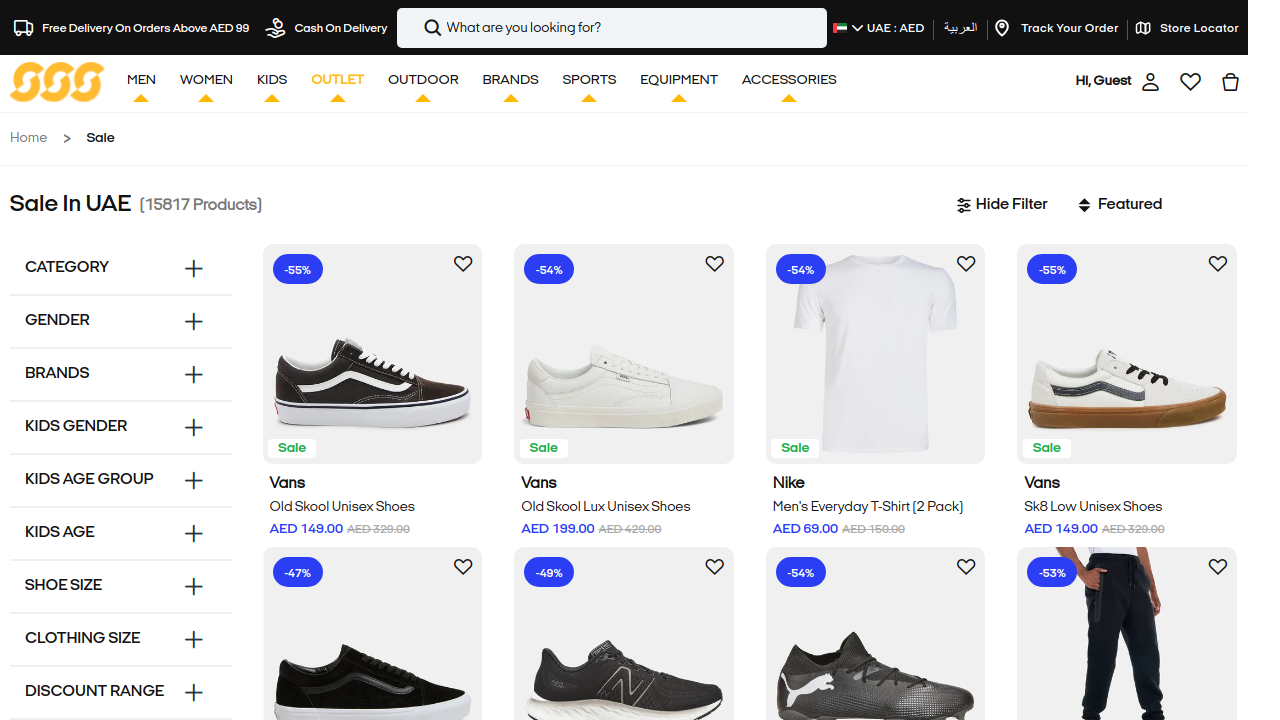 Free Delivery On Orders Above AED 99
Cash On Delivery
What are you looking for?
UAE : AED
العربية
Track Your Order
Store Locator
SSS
MEN
WOMEN
KIDS
OUTLET
OUTDOOR
BRANDS
SPORTS
EQUIPMENT
ACCESSORIES
Hi, Guest
Home > Sale
Sale In UAE (15817 Products)
Hide Filter
Featured
CATEGORY
GENDER
BRANDS
KIDS GENDER
KIDS AGE GROUP
KIDS AGE
SHOE SIZE
CLOTHING SIZE
DISCOUNT RANGE
-55%
Sale
Vans
Old Skool Unisex Shoes
AED 149.00 AED 329.00
-54%
Sale
Vans
Old Skool Lux Unisex Shoes
AED 199.00 AED 429.00
-54%
Sale
Nike
Men's Everyday T-Shirt (2 Pack)
AED 69.00 AED 150.00
-55%
Sale
Vans
Sk8 Low Unisex Shoes
AED 149.00 AED 329.00
-47%
-49%
-54%
-53%